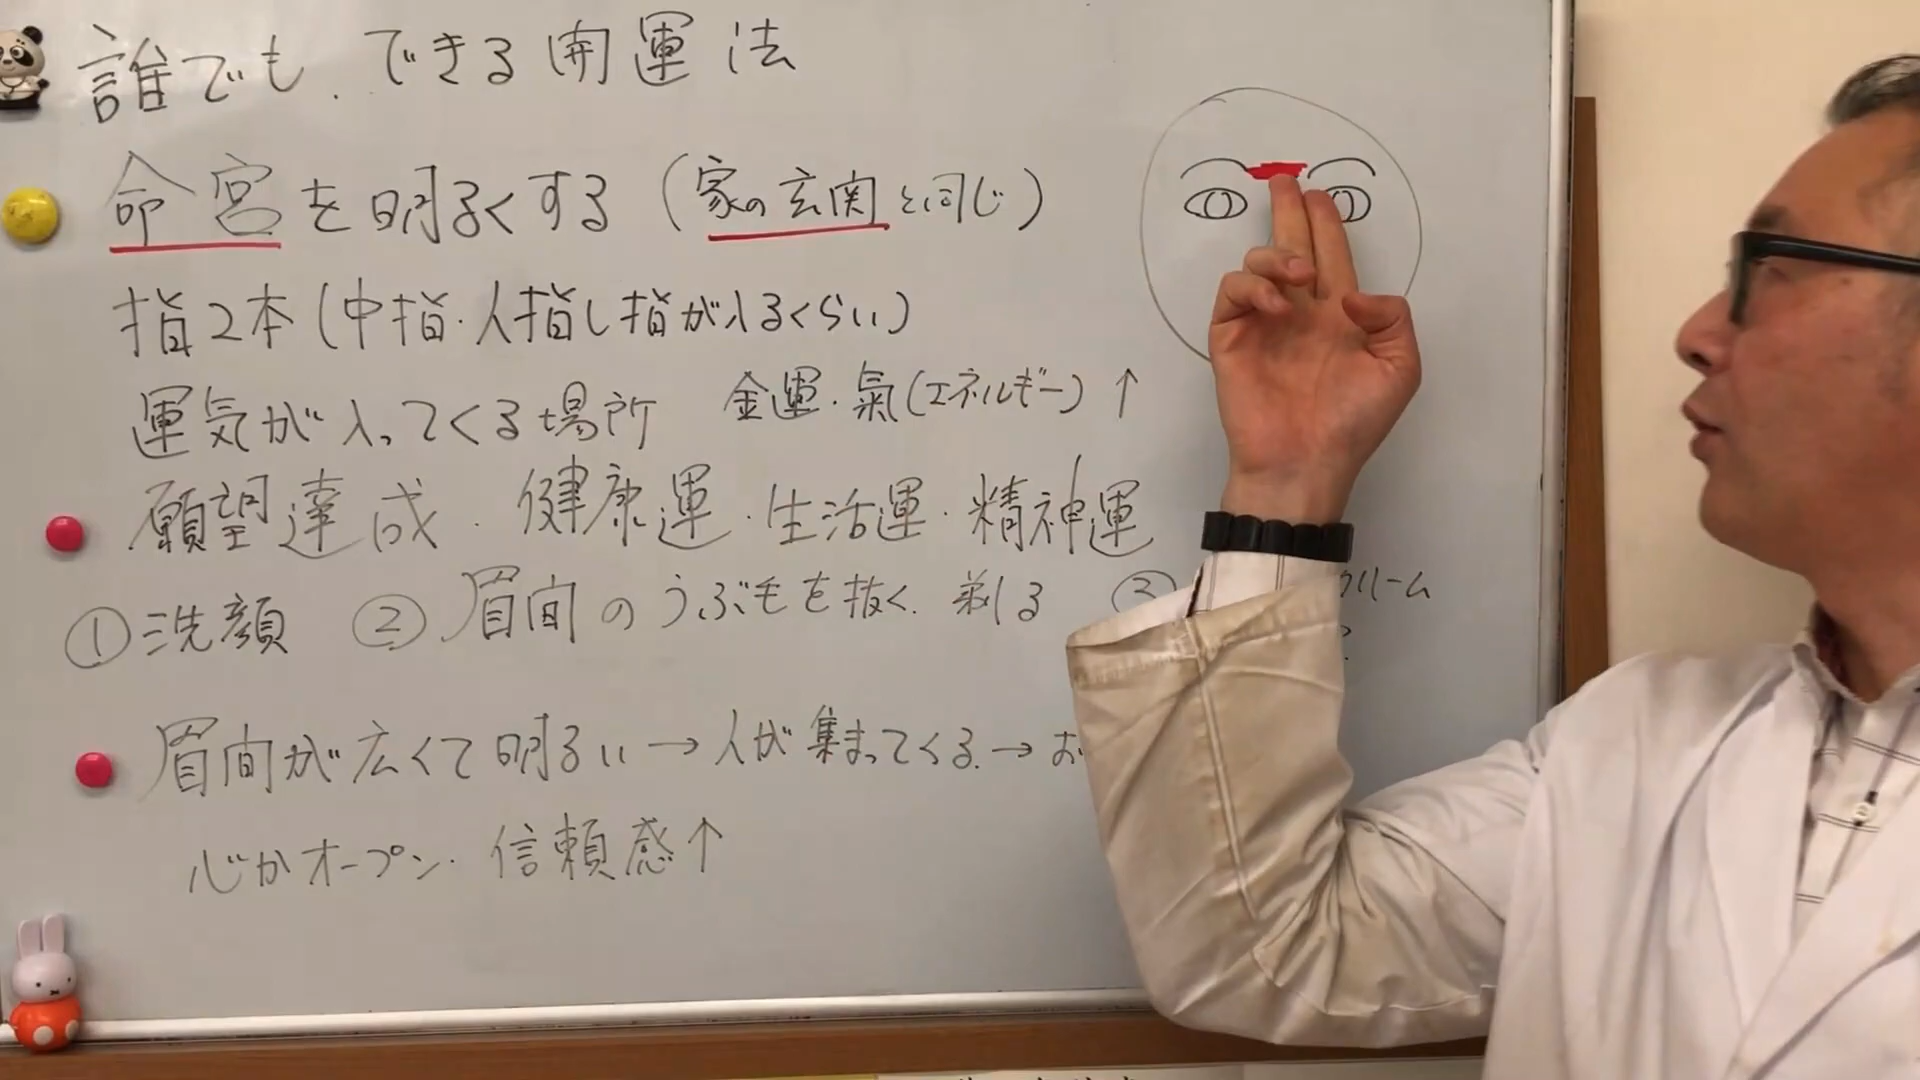 誰でも.できる開運法
命宮を明るくする(家の玄関と同じ)
指2本(中指・人指し指が入るくらい)
運気が入ってくる場所 金運・氣(エネルギー)↑
願望達成・健康運・生活運・精神運
①洗顔 ②眉間のうぶ毛を抜く.剃る ③ クリーム
眉間が広くて明るい→人が集まってくる.→お
心がオープン・信頼感↑